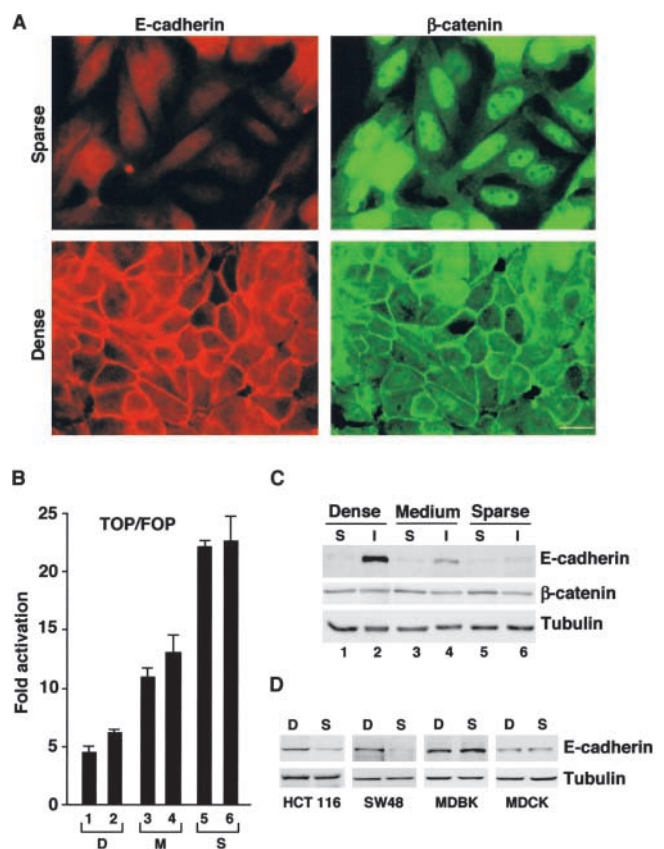 A
E-cadherin
β-catenin
Sparse
Dense
B
TOP/FOP
Fold activation
25
20
15
10
5
0
1 2 3 4 5 6
D M S
C
Dense Medium Sparse
S I S I S I
E-cadherin
β-catenin
Tubulin
1 2 3 4 5 6
D
D S D S D S D S
E-cadherin
Tubulin
HCT 116 SW48 MDBK MDCK